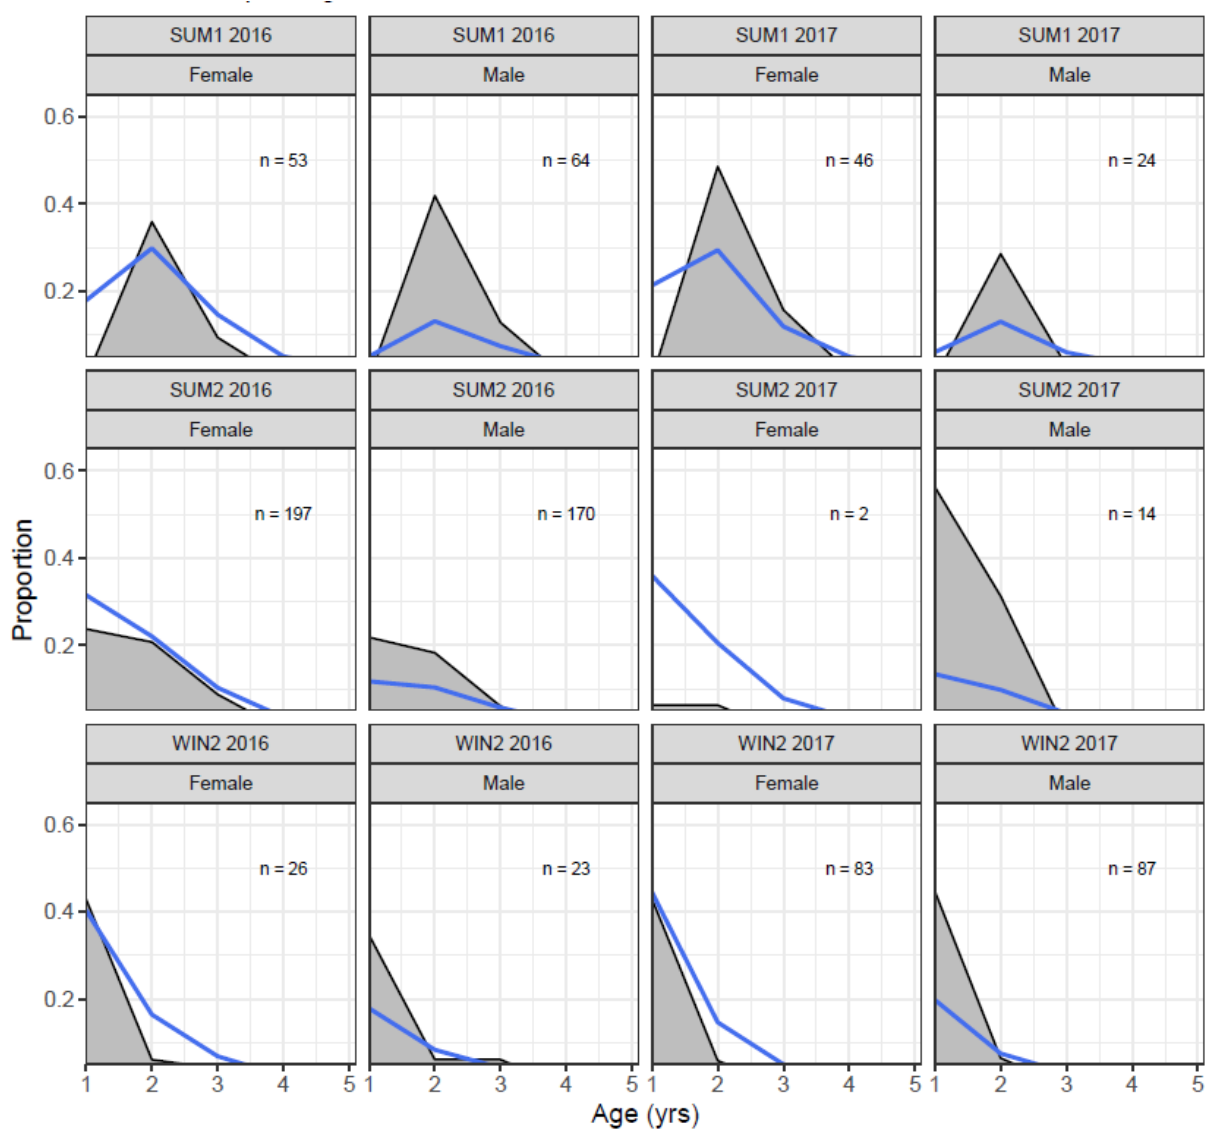 SUM1 2016 SUM1 2016 SUM1 2017 SUM1 2017
Female Male Female Male
0.6
n = 53 n = 64 n = 46 n = 24
0.4
0.2
SUM2 2016 SUM2 2016 SUM2 2017 SUM2 2017
Female Male Female Male
0.6
n = 197 n = 170 n = 2 n = 14
0.4
0.2
Proportion
WIN2 2016 WIN2 2016 WIN2 2017 WIN2 2017
Female Male Female Male
0.6
n = 26 n = 23 n = 83 n = 87
0.4
0.2
1 2 3 4 5 1 2 3 4 5 1 2 3 4 5 1 2 3 4 5
Age (yrs)